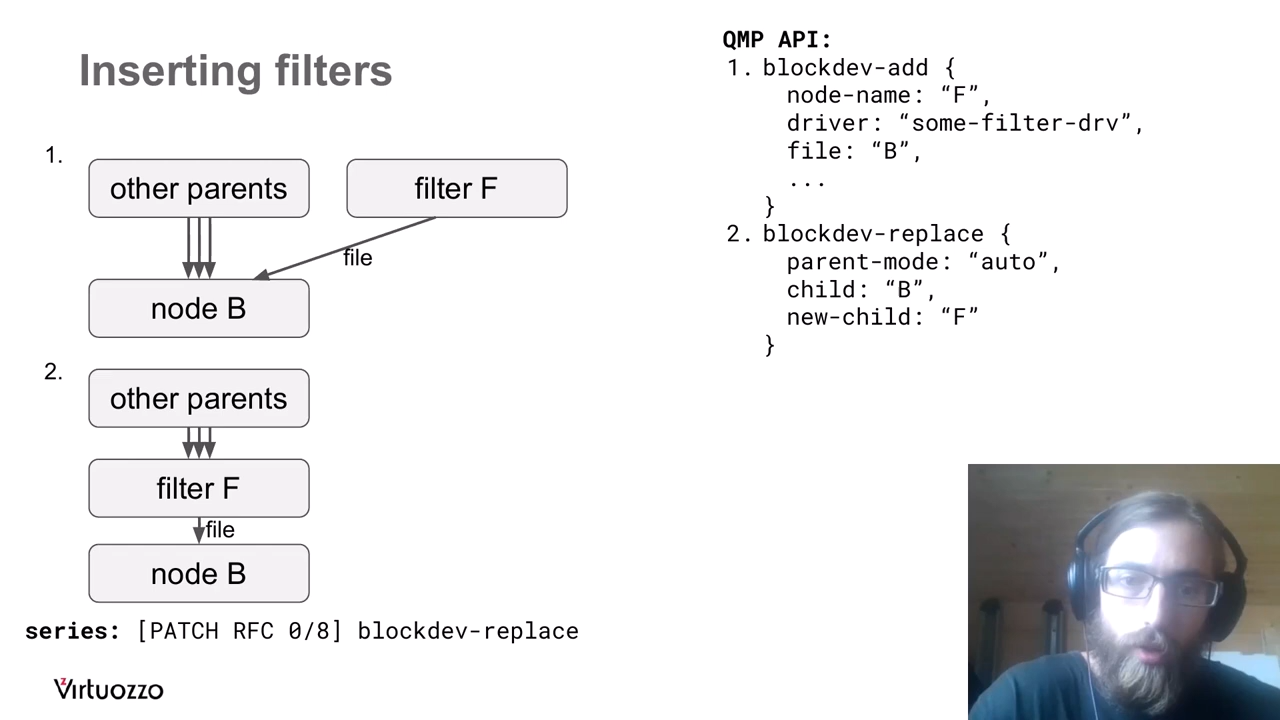 Inserting filters
1.
other parents
filter F
file
node B
2.
other parents
filter F
file
node B
series: [PATCH RFC 0/8] blockdev-replace
Virtuozzo
QMP API:
1. blockdev-add {
node-name: “F”,
driver: “some-filter-drv”,
file: “B”,
...
}
2. blockdev-replace {
parent-mode: “auto”,
child: “B”,
new-child: “F”
}